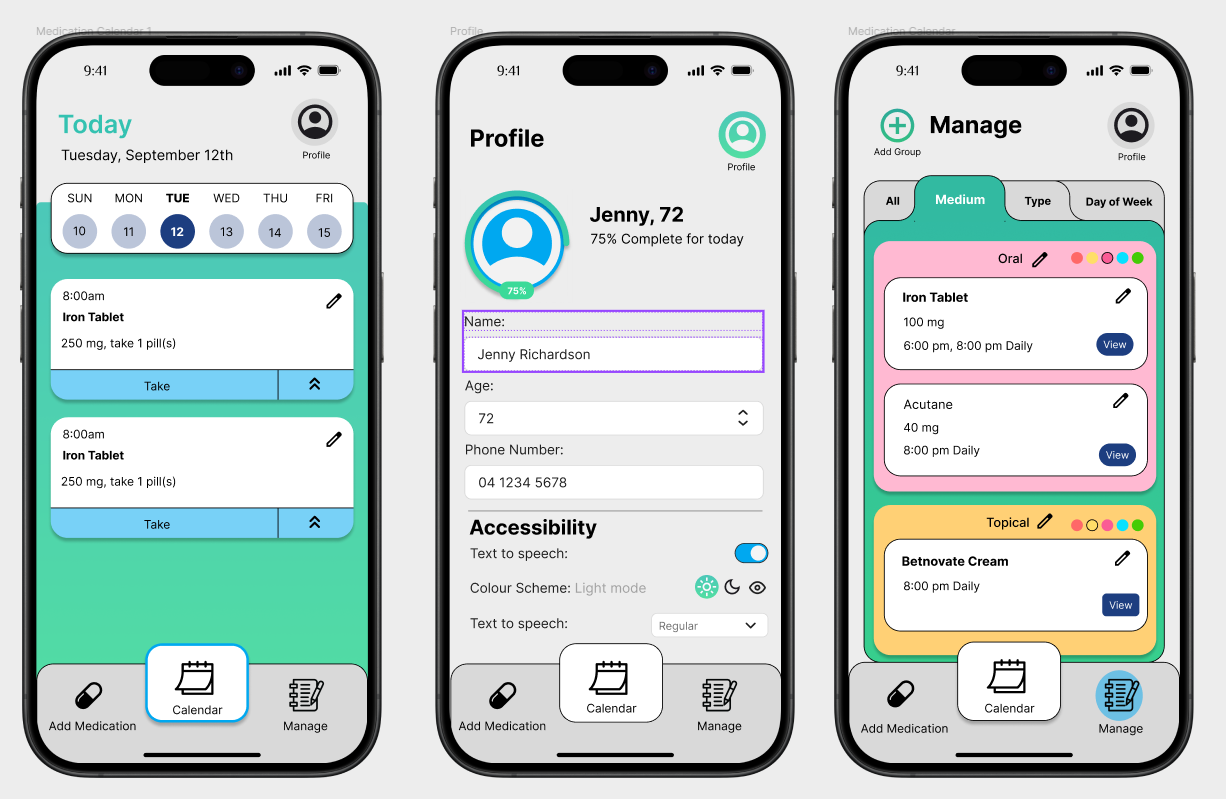 Medication Calendar 1
9:41
Today
Tuesday, September 12th
Profile
SUN MON TUE WED THU FRI
10 11 12 13 14 15
8:00am
Iron Tablet
250 mg, take 1 pill(s)
Take
8:00am
Iron Tablet
250 mg, take 1 pill(s)
Take
Add Medication
Calendar
Manage
Profile
9:41
Profile
Profile
Jenny, 72
75% Complete for today
75%
Name:
Jenny Richardson
Age:
72
Phone Number:
04 1234 5678
Accessibility
Text to speech:
Colour Scheme: Light mode
Text to speech:
Regular
Add Medication
Calendar
Manage
Medication Calendar
9:41
Add Group
Manage
Profile
All Medium Type Day of Week
Oral
Iron Tablet
100 mg
6:00 pm, 8:00 pm Daily
View
Acutane
40 mg
8:00 pm Daily
View
Topical
Betnovate Cream
8:00 pm Daily
View
Add Medication
Calendar
Manage